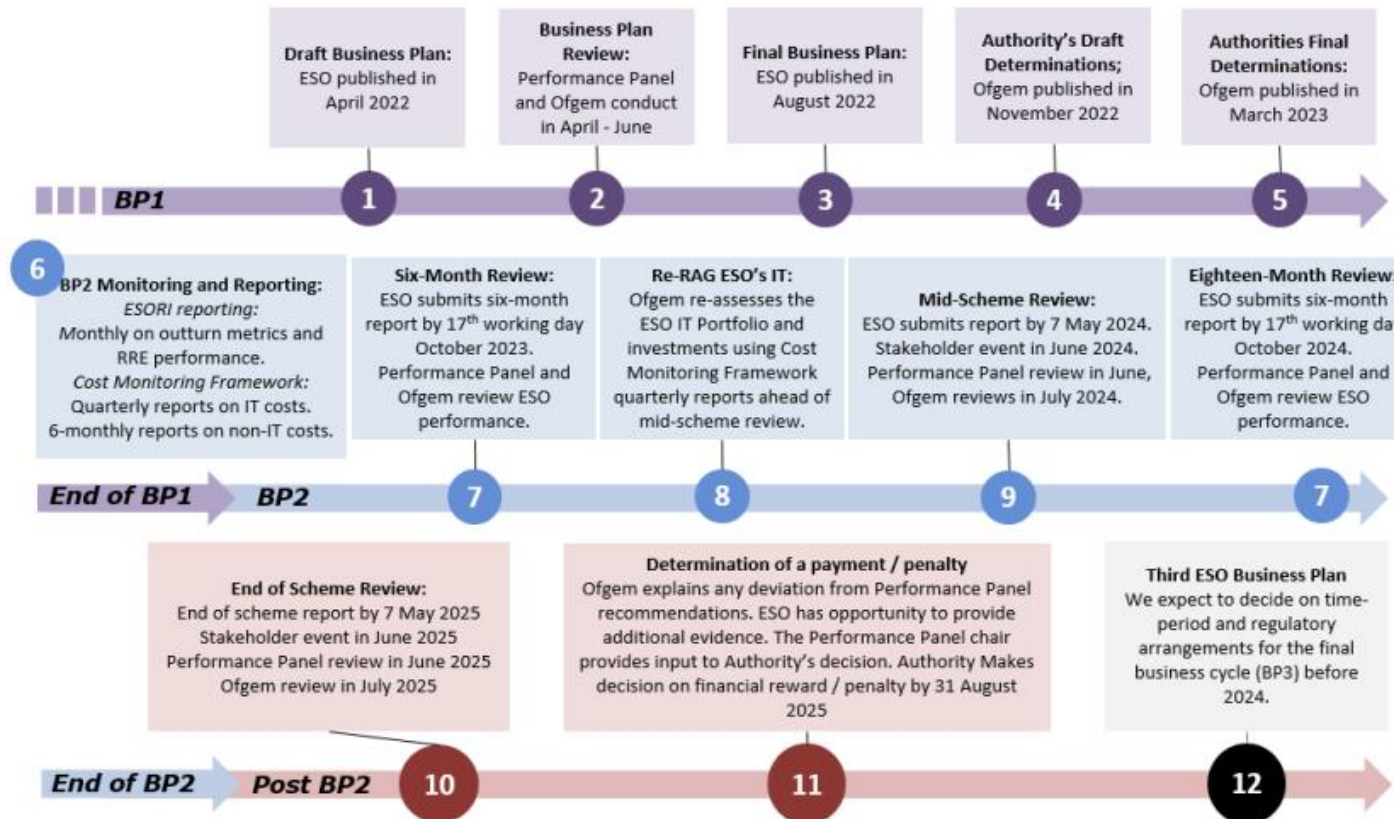 Draft Business Plan:
ESO published in
April 2022
Business Plan
Review:
Performance Panel
and Ofgem conduct
in April - June
Final Business Plan:
ESO published in
August 2022
Authority's Draft
Determinations;
Ofgem published in
November 2022
Authorities Final
Determinations:
Ofgem published in
March 2023
BP1
1
2
3
4
5
6
BP2 Monitoring and Reporting:
ESORI reporting:
Monthly on outturn metrics and
RRE performance.
Cost Monitoring Framework:
Quarterly reports on IT costs.
6-monthly reports on non-IT costs.
Six-Month Review:
ESO submits six-month
report by 17th working day
October 2023.
Performance Panel and
Ofgem review ESO
performance.
Re-RAG ESO's IT:
Ofgem re-assesses the
ESO IT Portfolio and
investments using Cost
Monitoring Framework
quarterly reports ahead of
mid-scheme review.
Mid-Scheme Review:
ESO submits report by 7 May 2024.
Stakeholder event in June 2024.
Performance Panel review in June,
Ofgem reviews in July 2024.
Eighteen-Month Review:
ESO submits six-month
report by 17th working day
October 2024.
Performance Panel and
Ofgem review ESO
performance.
End of BP1
BP2
7
8
9
7
End of Scheme Review:
End of scheme report by 7 May 2025
Stakeholder event in June 2025
Performance Panel review in June 2025
Ofgem review in July 2025
Determination of a payment / penalty
Ofgem explains any deviation from Performance Panel
recommendations. ESO has opportunity to provide
additional evidence. The Performance Panel chair
provides input to Authority's decision. Authority Makes
decision on financial reward / penalty by 31 August
2025
Third ESO Business Plan
We expect to decide on time-
period and regulatory
arrangements for the final
business cycle (BP3) before
2024.
End of BP2
Post BP2
10
11
12